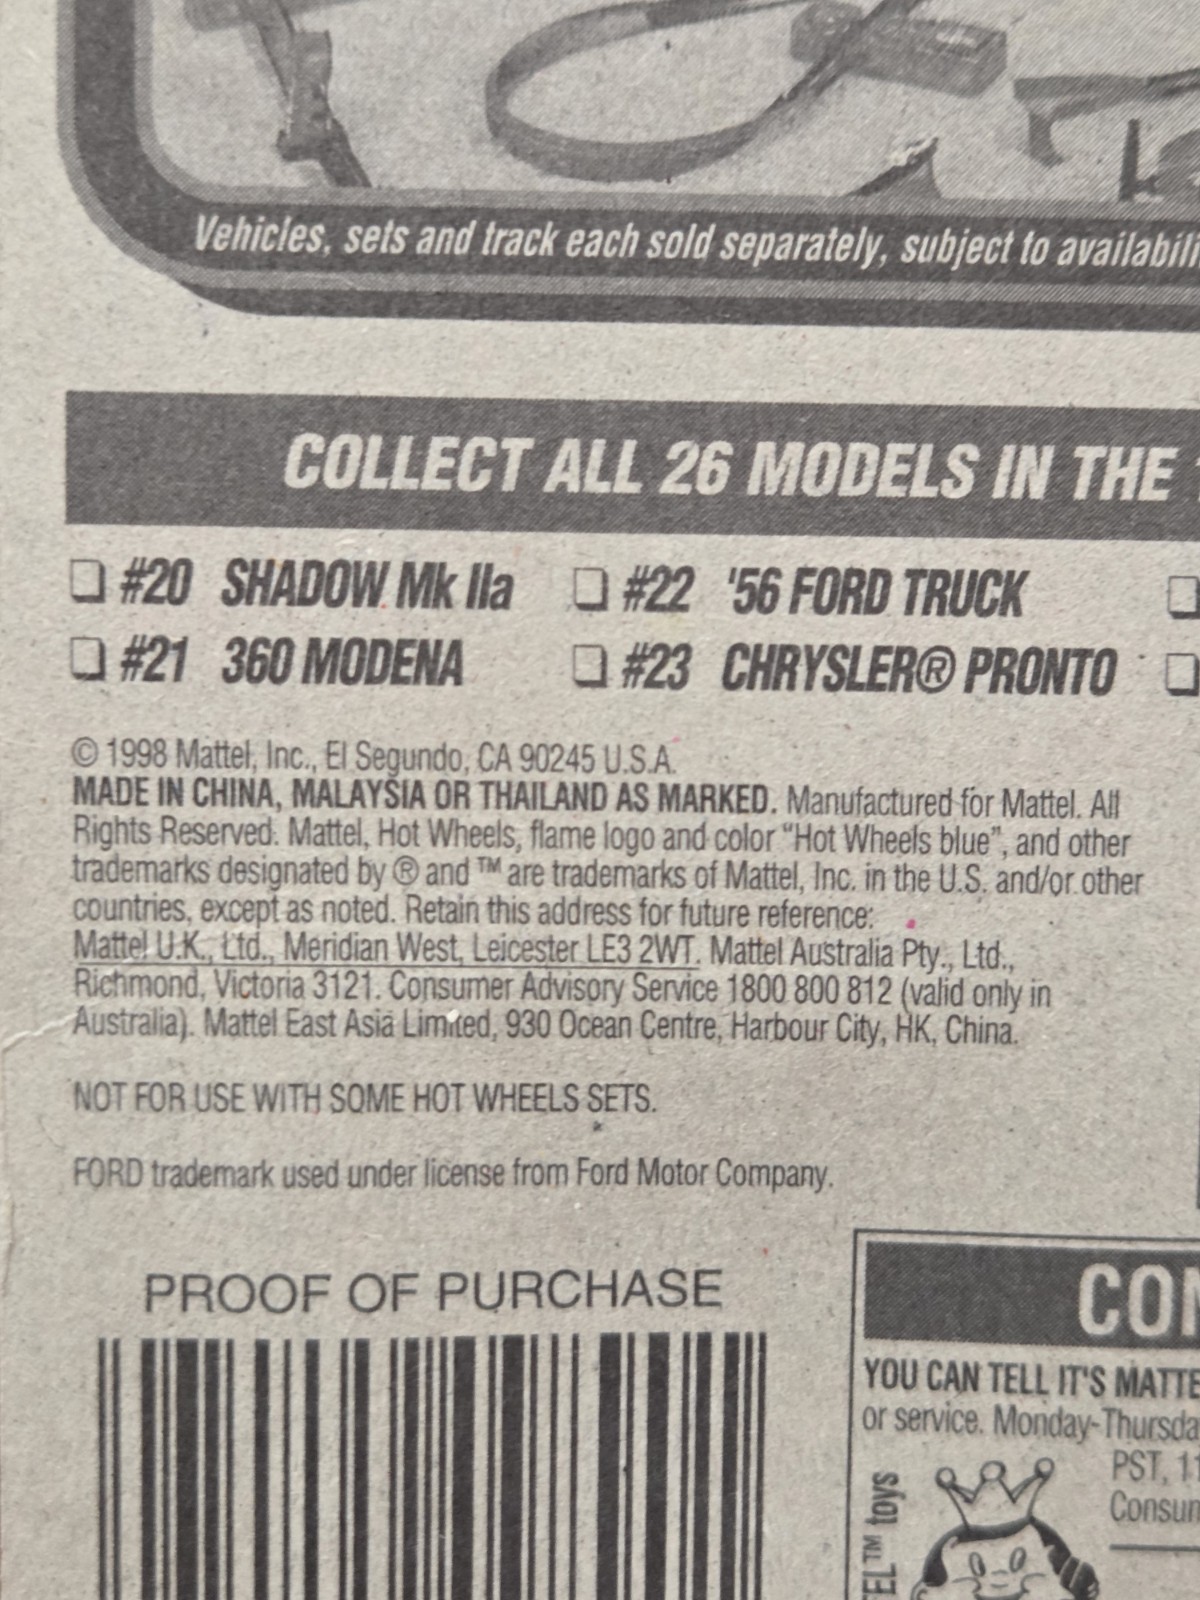 Vehicles, sets and track each sold separately, subject to
COLLECT ALL 26 MODELS IN THE
#20 SHADOW Mk IIa #22 '56 FORD TRUCK
#21 360 MODENA #23 CHRYSLER® PRONTO
© 1998 Mattel, Inc., El Segundo, CA 90245 U.S.A.
MADE IN CHINA, MALAYSIA OR THAILAND AS MARKED. Manufactured for Mattel. All
Rights Reserved. Mattel, Hot Wheels, flame logo and color "Hot Wheels blue", and other
trademarks designated by ® and ™ are trademarks of Mattel, Inc. in the U.S. and/or other
countries, except as noted. Retain this address for future reference:
Mattel U.K., Ltd., Meridian West, Leicester LE3 2WT. Mattel Australia Pty., Ltd.,
Richmond, Victoria 3121. Consumer Advisory Service 1800 800 812 (valid only in
Australia). Mattel East Asia Limited, 930 Ocean Centre, Harbour City, HK, China.
NOT FOR USE WITH SOME HOT WHEELS SETS.
FORD trademark used under license from Ford Motor Company.
PROOF OF PURCHASE
YOU CAN TELL IT'S
or service. Monday-
PST,
toys